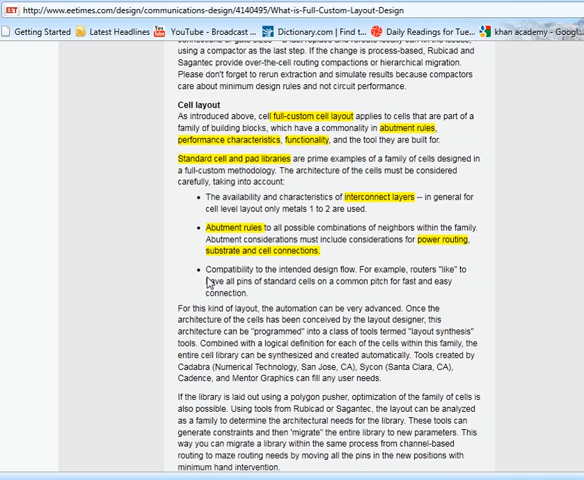 http://www.eetimes.com/design/communications-design/4140495/What-is-Full-Custom-Layout-Design
Getting Started Latest Headlines YouTube - Broadcast ... Dictionary.com | Find t... Daily Readings for Tue... khan academy - Googl
using a compactor as the last step. If the change is process-based, Rubicad and
Sagantec provide over-the-cell routing compactions or hierarchical migration.
Please don't forget to rerun extraction and simulate results because compactors
care about minimum design rules and not circuit performance.
Cell layout
As introduced above, cell full-custom cell layout applies to cells that are part of a
family of building blocks, which have a commonality in abutment rules,
performance characteristics, functionality, and the tool they are built for.
Standard cell and pad libraries are prime examples of a family of cells designed in
a full-custom methodology. The architecture of the cells must be considered
carefully, taking into account:
• The availability and characteristics of interconnect layers -- in general for
cell level layout only metals 1 to 2 are used.
• Abutment rules to all possible combinations of neighbors within the family.
Abutment considerations must include considerations for power routing,
substrate and cell connections.
• Compatibility to the intended design flow. For example, routers "like" to
have all pins of standard cells on a common pitch for fast and easy
connection.
For this kind of layout, the automation can be very advanced. Once the
architecture of the cells has been conceived by the layout designer, this
architecture can be "programmed" into a class of tools termed "layout synthesis"
tools. Combined with a logical definition for each of the cells within this family, the
entire cell library can be synthesized and created automatically. Tools created by
Cadabra (Numerical Technology, San Jose, CA), Sycon (Santa Clara, CA),
Cadence, and Mentor Graphics can fill any user needs.
If the library is laid out using a polygon pusher, optimization of the family of cells is
also possible. Using tools from Rubicad or Sagantec, the layout can be analyzed
as a family to determine the architectural needs for the library. These tools can
generate constraints and then 'migrate" the entire library to new parameters. This
way you can migrate a library within the same process from channel-based
routing to maze routing needs by moving all the pins in the new positions with
minimum hand intervention.